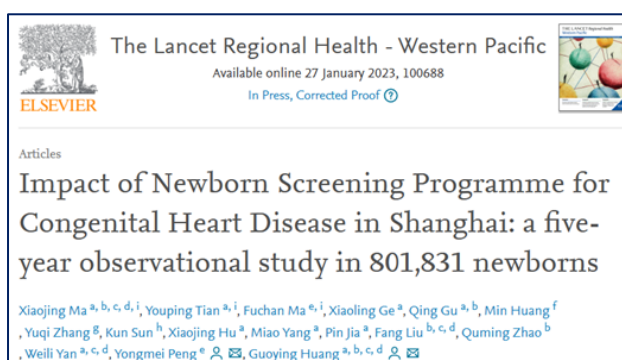 The Lancet Regional Health - Western Pacific
Available online 27 January 2023, 100688
In Press, Corrected Proof ?
ELSEVIER
Articles
Impact of Newborn Screening Programme for
Congenital Heart Disease in Shanghai: a five-
year observational study in 801,831 newborns
Xiaojing Ma a, b, c, d, i, Youping Tian a, i, Fuchan Ma e, i, Xiaoling Ge a, Qing Gu a, b, Min Huang f
, Yuqi Zhang g, Kun Sun h, Xiaojing Hu a, Miao Yang a, Pin Jia a, Fang Liu b, c, d, Quming Zhao b
, Weili Yan a, c, d, Yongmei Peng e, Guoying Huang a, b, c, d